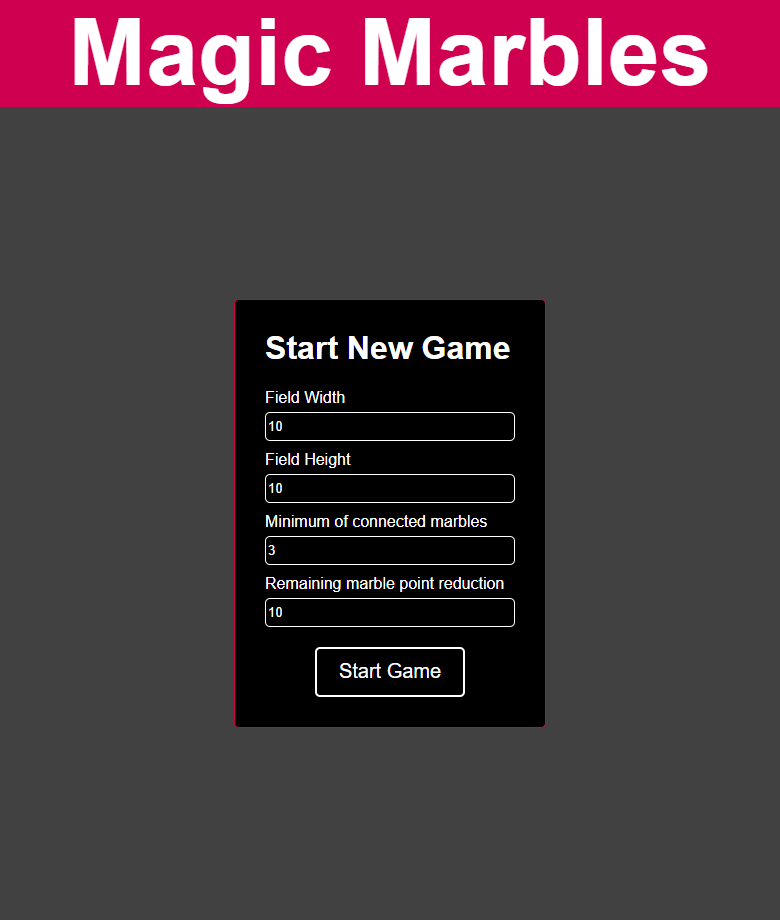 Magic Marbles
Start New Game
Field Width
10
Field Height
10
Minimum of connected marbles
3
Remaining marble point reduction
10
Start Game